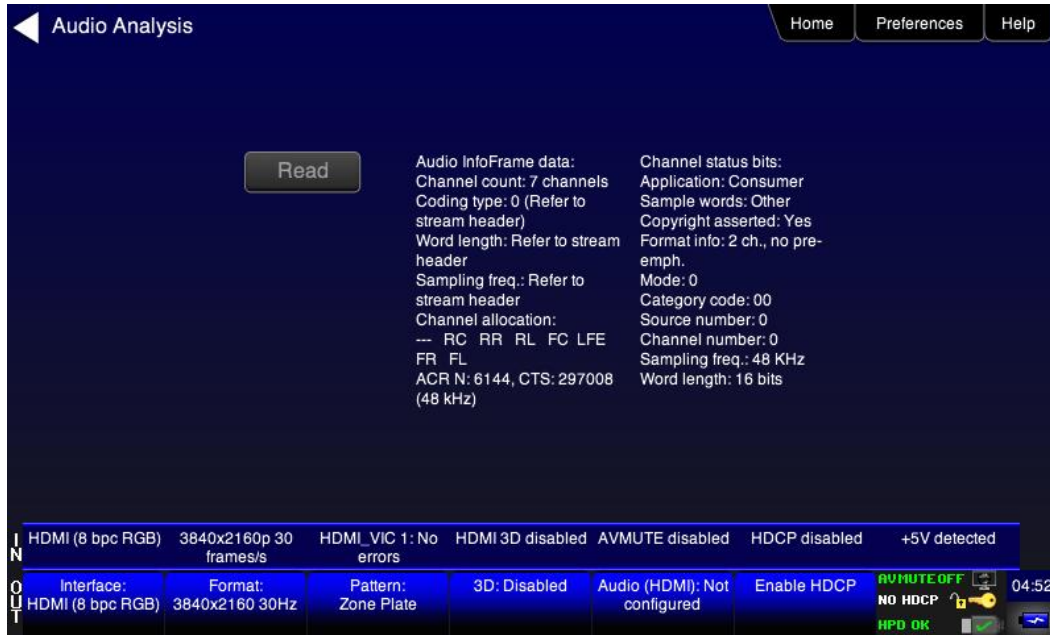 Audio Analysis
Home
Preferences
Help
Read
Audio InfoFrame data:
Channel count: 7 channels
Coding type: 0 (Refer to
stream header)
Word length: Refer to stream
header
Sampling freq.: Refer to
stream header
Channel allocation:
--- RC RR RL FC LFE
FR FL
ACR N: 6144, CTS: 297008
(48 kHz)
Channel status bits:
Application: Consumer
Sample words: Other
Copyright asserted: Yes
Format info: 2 ch., no pre-
emph.
Mode: 0
Category code: 00
Source number: 0
Channel number: 0
Sampling freq.: 48 KHz
Word length: 16 bits
IN
HDMI (8 bpc RGB)
3840x2160p 30
frames/s
HDMI_VIC 1: No
errors
HDMI 3D disabled
AVMUTE disabled
HDCP disabled
+5V detected
OUT
Interface:
HDMI (8 bpc RGB)
Format:
3840x2160 30Hz
Pattern:
Zone Plate
3D: Disabled
Audio (HDMI): Not
configured
Enable HDCP
AVMUTE OFF
NO HDCP
HPD OK
04:52